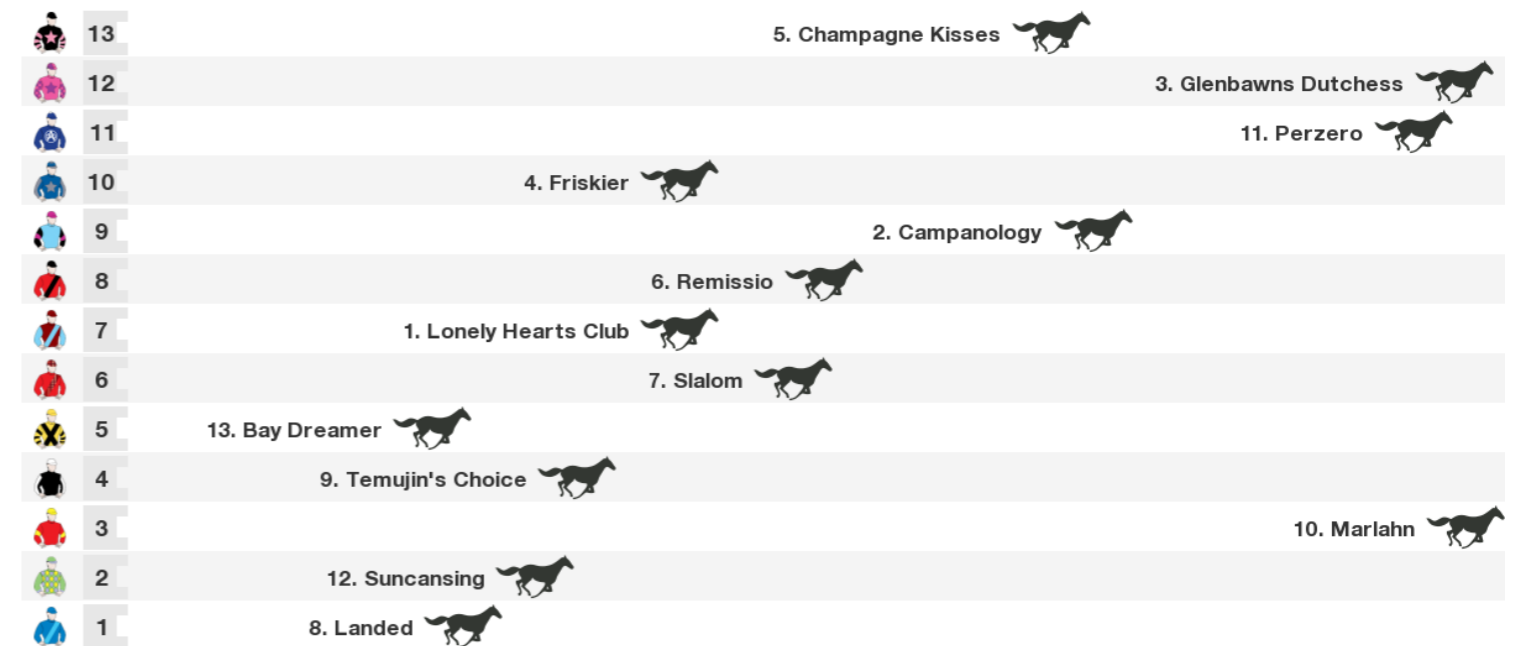 13 5. Champagne Kisses
12 3. Glenbawns Dutchess
11 11. Perzero
10 4. Friskier
9 2. Campanology
8 6. Remissio
7 1. Lonely Hearts Club
6 7. Slalom
5 13. Bay Dreamer
4 9. Temujin's Choice
3 10. Marlahn
2 12. Suncansing
1 8. Landed